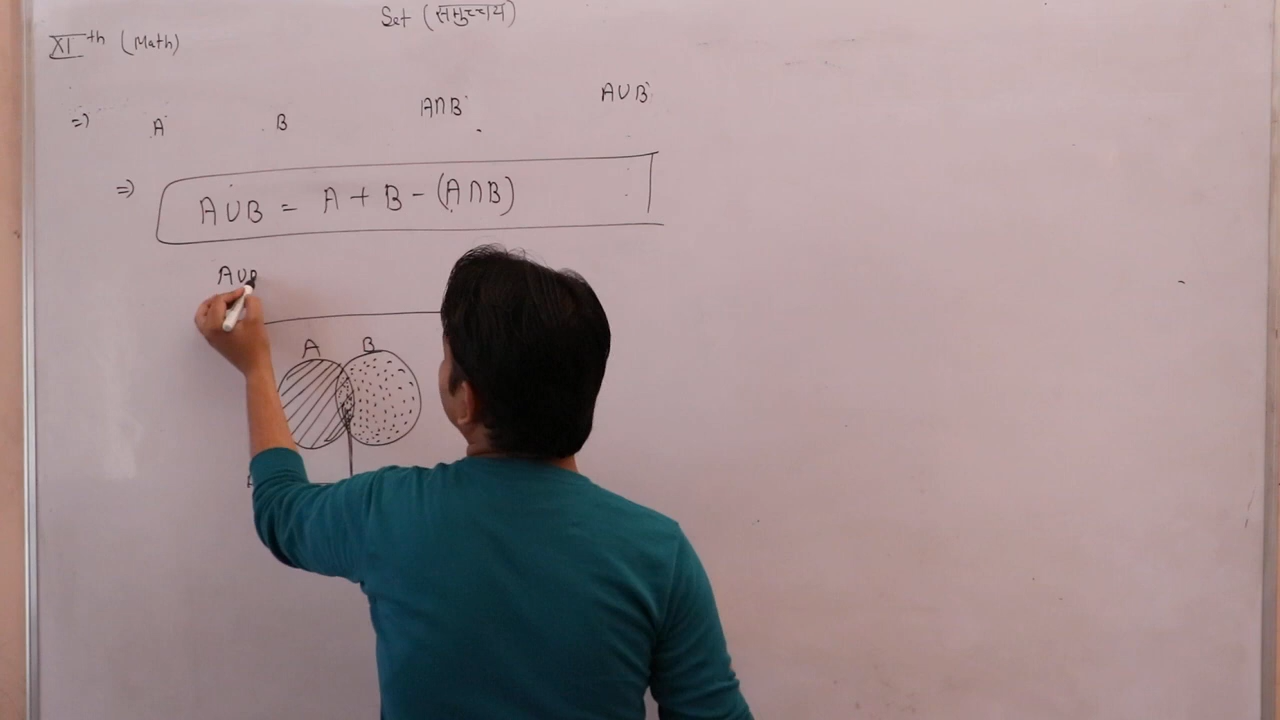 Set (समुच्चय)
XIth (Math)
=) A B A∩B A∪B
=) A∪B = A + B - (A∩B)
A∪B
A B